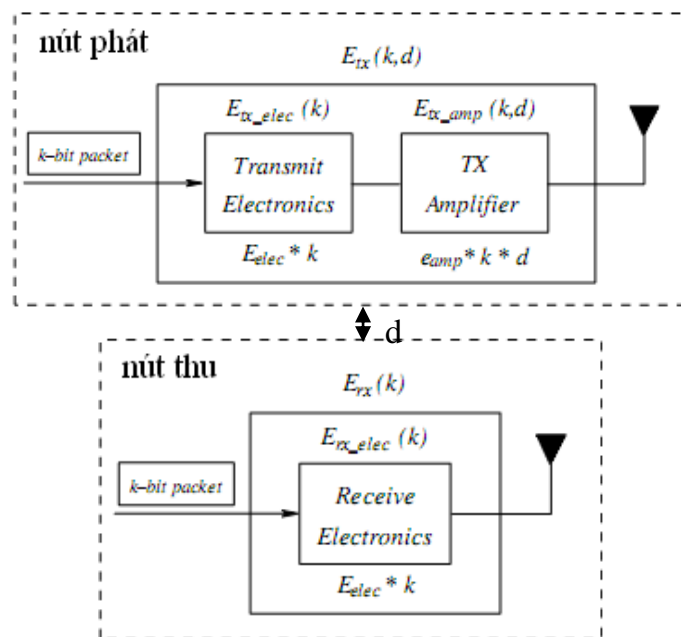 nút phát
E_tx (k,d)
E_tx_elec (k)
E_tx_amp (k,d)
k–bit packet
Transmit
Electronics
TX
Amplifier
E_elec * k
e_amp * k * d
d
nút thu
E_rx (k)
E_rx_elec (k)
k–bit packet
Receive
Electronics
E_elec * k